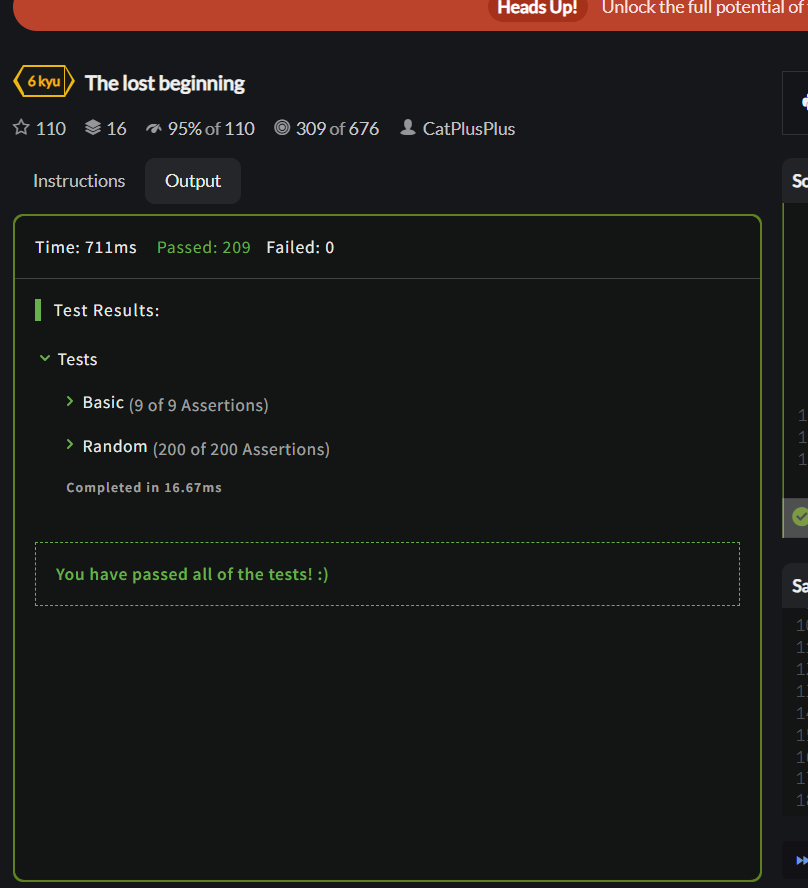 Heads Up! Unlock the full potential of
6 kyu The lost beginning
110 16 95% of 110 309 of 676 CatPlusPlus
Instructions Output
So
Time: 711ms Passed: 209 Failed: 0
Test Results:
Tests
Basic (9 of 9 Assertions)
Random (200 of 200 Assertions)
Completed in 16.67ms
You have passed all of the tests! :)
Sa